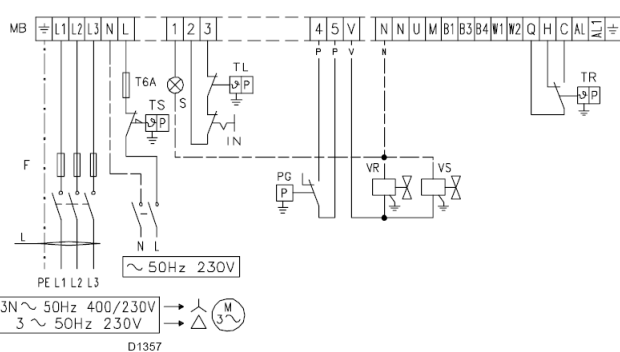 MB L1 L2 L3 N L 1 2 3 4 5 V N N U M B1 B3 B4 W1 W2 Q H C AL AL1
P P V N
T6A
S
TL
ϑ P
TS
ϑ P
IN
TR
ϑ P
F
PG
P
VR
VS
L
N L
~ 50Hz 230V
PE L1 L2 L3
3N ~ 50Hz 400/230V
3 ~ 50Hz 230V
M
3~
D1357